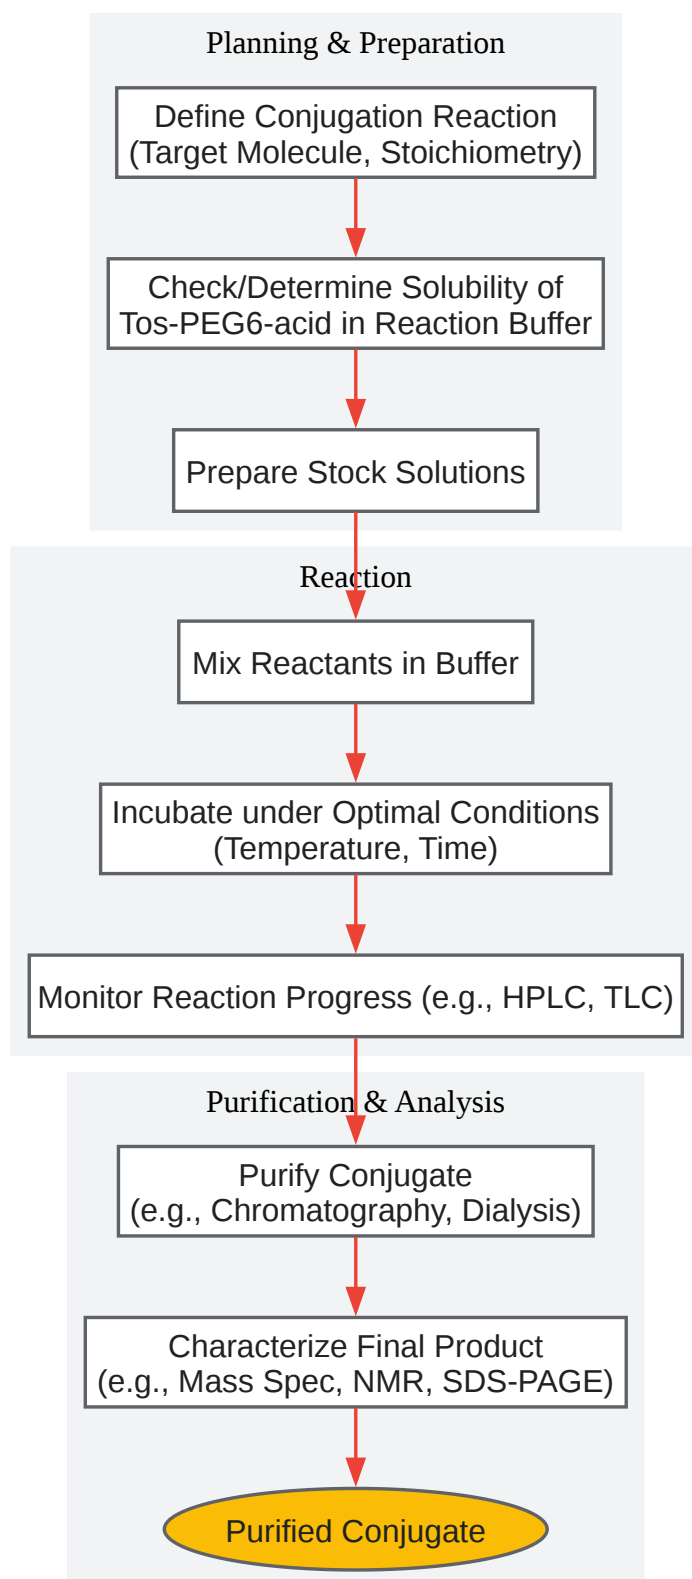 Planning & Preparation
Define Conjugation Reaction
(Target Molecule, Stoichiometry)
Check/Determine Solubility of
Tos-PEG6-acid in Reaction Buffer
Prepare Stock Solutions
Reaction
Mix Reactants in Buffer
Incubate under Optimal Conditions
(Temperature, Time)
Monitor Reaction Progress (e.g., HPLC, TLC)
Purification & Analysis
Purify Conjugate
(e.g., Chromatography, Dialysis)
Characterize Final Product
(e.g., Mass Spec, NMR, SDS-PAGE)
Purified Conjugate